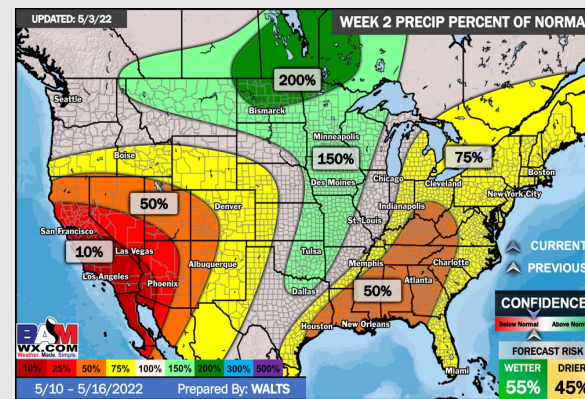 UPDATED: 5/3/22
WEEK 2 PRECIP PERCENT OF NORMA
200%
Seattle
Bismarck
Minneapolis
150%
75%
Boise
Boston
Des Moines
Chicago
Cleveland
New York City
50%
Denver
Indianapolis
San Francisco
St. Louis
10%
Las Vegas
CURRENT
Tulsa
Memphis
Charlotte
Los Angeles
Albuquerque
PREVIOUS
Phoenix
Atlanta
Dallas
50%
CONFIDENCE
Houston
New Orleans
Below Normal
Above Norm
BAM
WX.COM
Weather. Made. Simple.
FORECAST RISK
Miami
WETTER
DRIER
10% 25% 50% 75% 100% 150% 200% 300% 500%
55%
45%
5/10 – 5/16/2022
Prepared By: WALTS